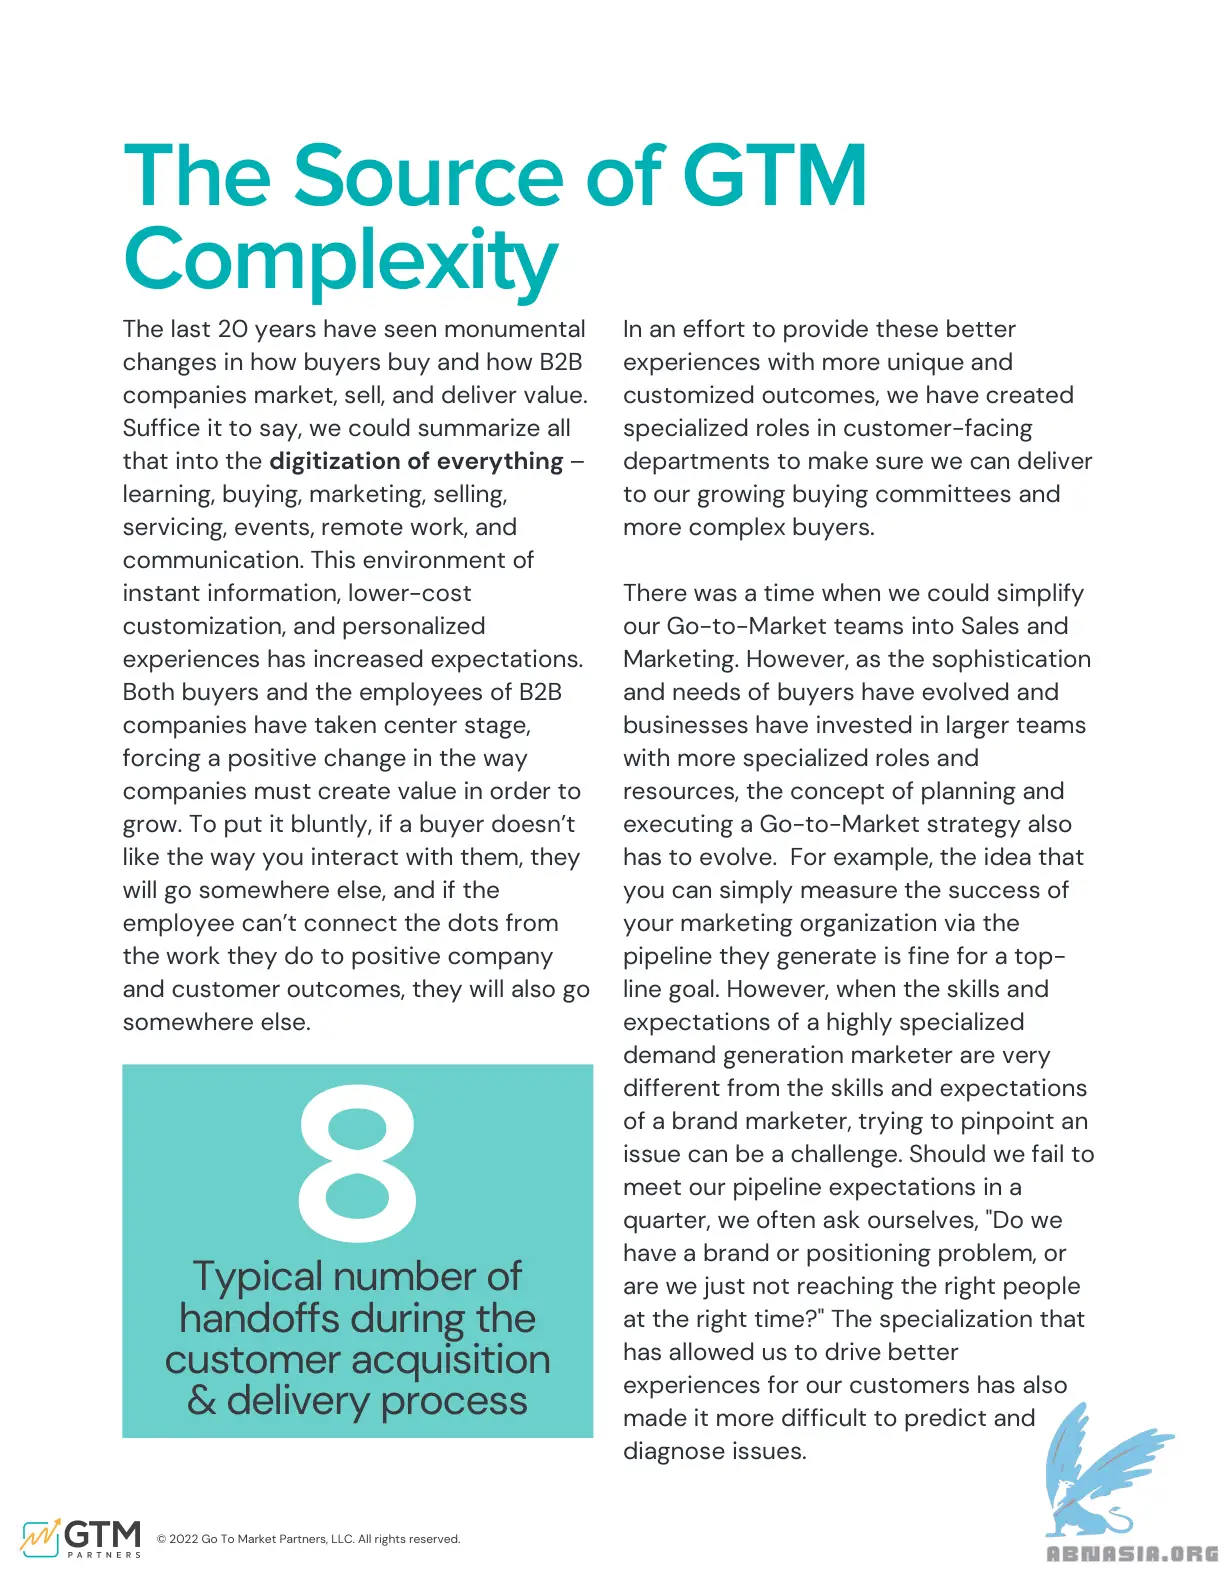 The Source of GTM
Complexity
The last 20 years have seen monumental
changes in how buyers buy and how B2B
companies market, sell, and deliver value.
Suffice it to say, we could summarize all
that into the digitization of everything –
learning, buying, marketing, selling,
servicing, events, remote work, and
communication. This environment of
instant information, lower-cost
customization, and personalized
experiences has increased expectations.
Both buyers and the employees of B2B
companies have taken center stage,
forcing a positive change in the way
companies must create value in order to
grow. To put it bluntly, if a buyer doesn’t
like the way you interact with them, they
will go somewhere else, and if the
employee can’t connect the dots from
the work they do to positive company
and customer outcomes, they will also go
somewhere else.
8
Typical number of
handoffs during the
customer acquisition
& delivery process
In an effort to provide these better
experiences with more unique and
customized outcomes, we have created
specialized roles in customer-facing
departments to make sure we can deliver
to our growing buying committees and
more complex buyers.
There was a time when we could simplify
our Go-to-Market teams into Sales and
Marketing. However, as the sophistication
and needs of buyers have evolved and
businesses have invested in larger teams
with more specialized roles and
resources, the concept of planning and
executing a Go-to-Market strategy also
has to evolve.  For example, the idea that
you can simply measure the success of
your marketing organization via the
pipeline they generate is fine for a top-
line goal. However, when the skills and
expectations of a highly specialized
demand generation marketer are very
different from the skills and expectations
of a brand marketer, trying to pinpoint an
issue can be a challenge. Should we fail to
meet our pipeline expectations in a
quarter, we often ask ourselves, "Do we
have a brand or positioning problem, or
are we just not reaching the right people
at the right time?" The specialization that
has allowed us to drive better
experiences for our customers has also
made it more difficult to predict and
diagnose issues.
GTM
PARTNERS
© 2022 Go To Market Partners, LLC. All rights reserved.
ABNASIA.ORG